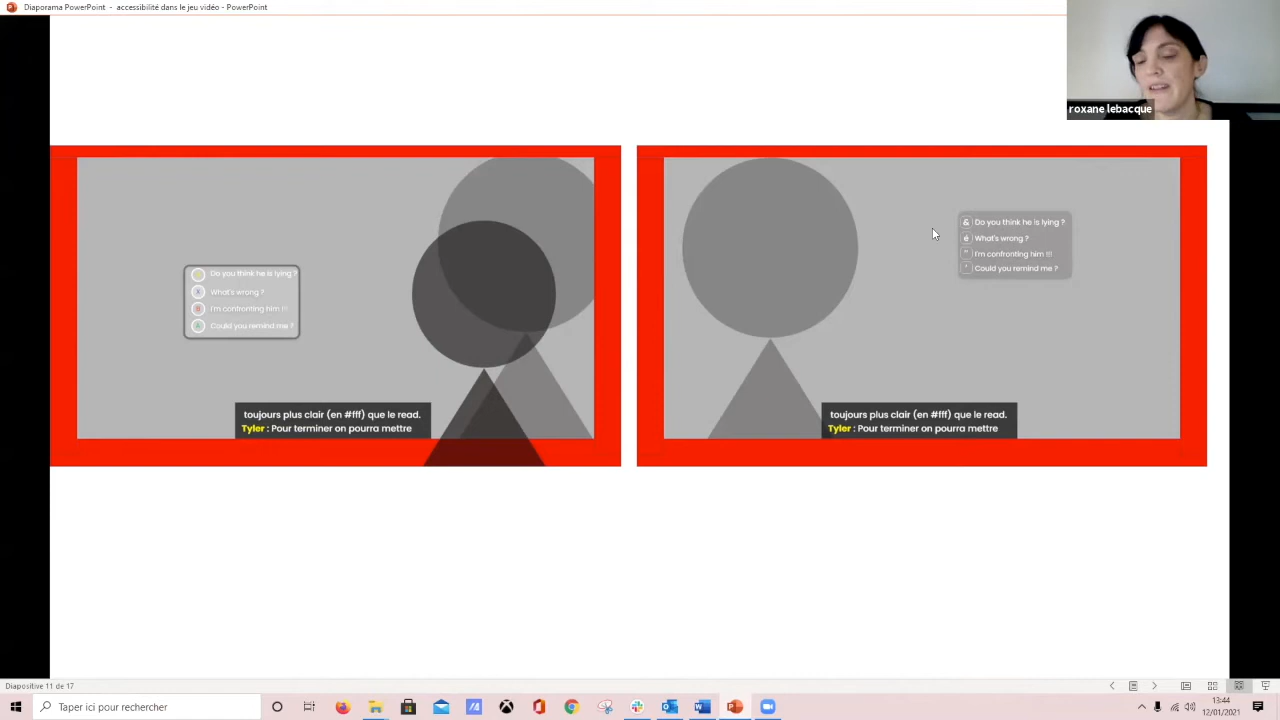 Diaporama PowerPoint - accessibilité dans le jeu vidéo - PowerPoint
roxane lebacque
Do you think he is lying ?
What's wrong ?
I'm confronting him !!!
Could you remind me ?
toujours plus clair (en #fff) que le read.
Tyler : Pour terminer on pourra mettre
& Do you think he is lying ?
é What's wrong ?
" I'm confronting him !!!
' Could you remind me ?
toujours plus clair (en #fff) que le read.
Tyler : Pour terminer on pourra mettre
Diapositive 11 de 17
Taper ici pour rechercher
13:44
12/01/2021